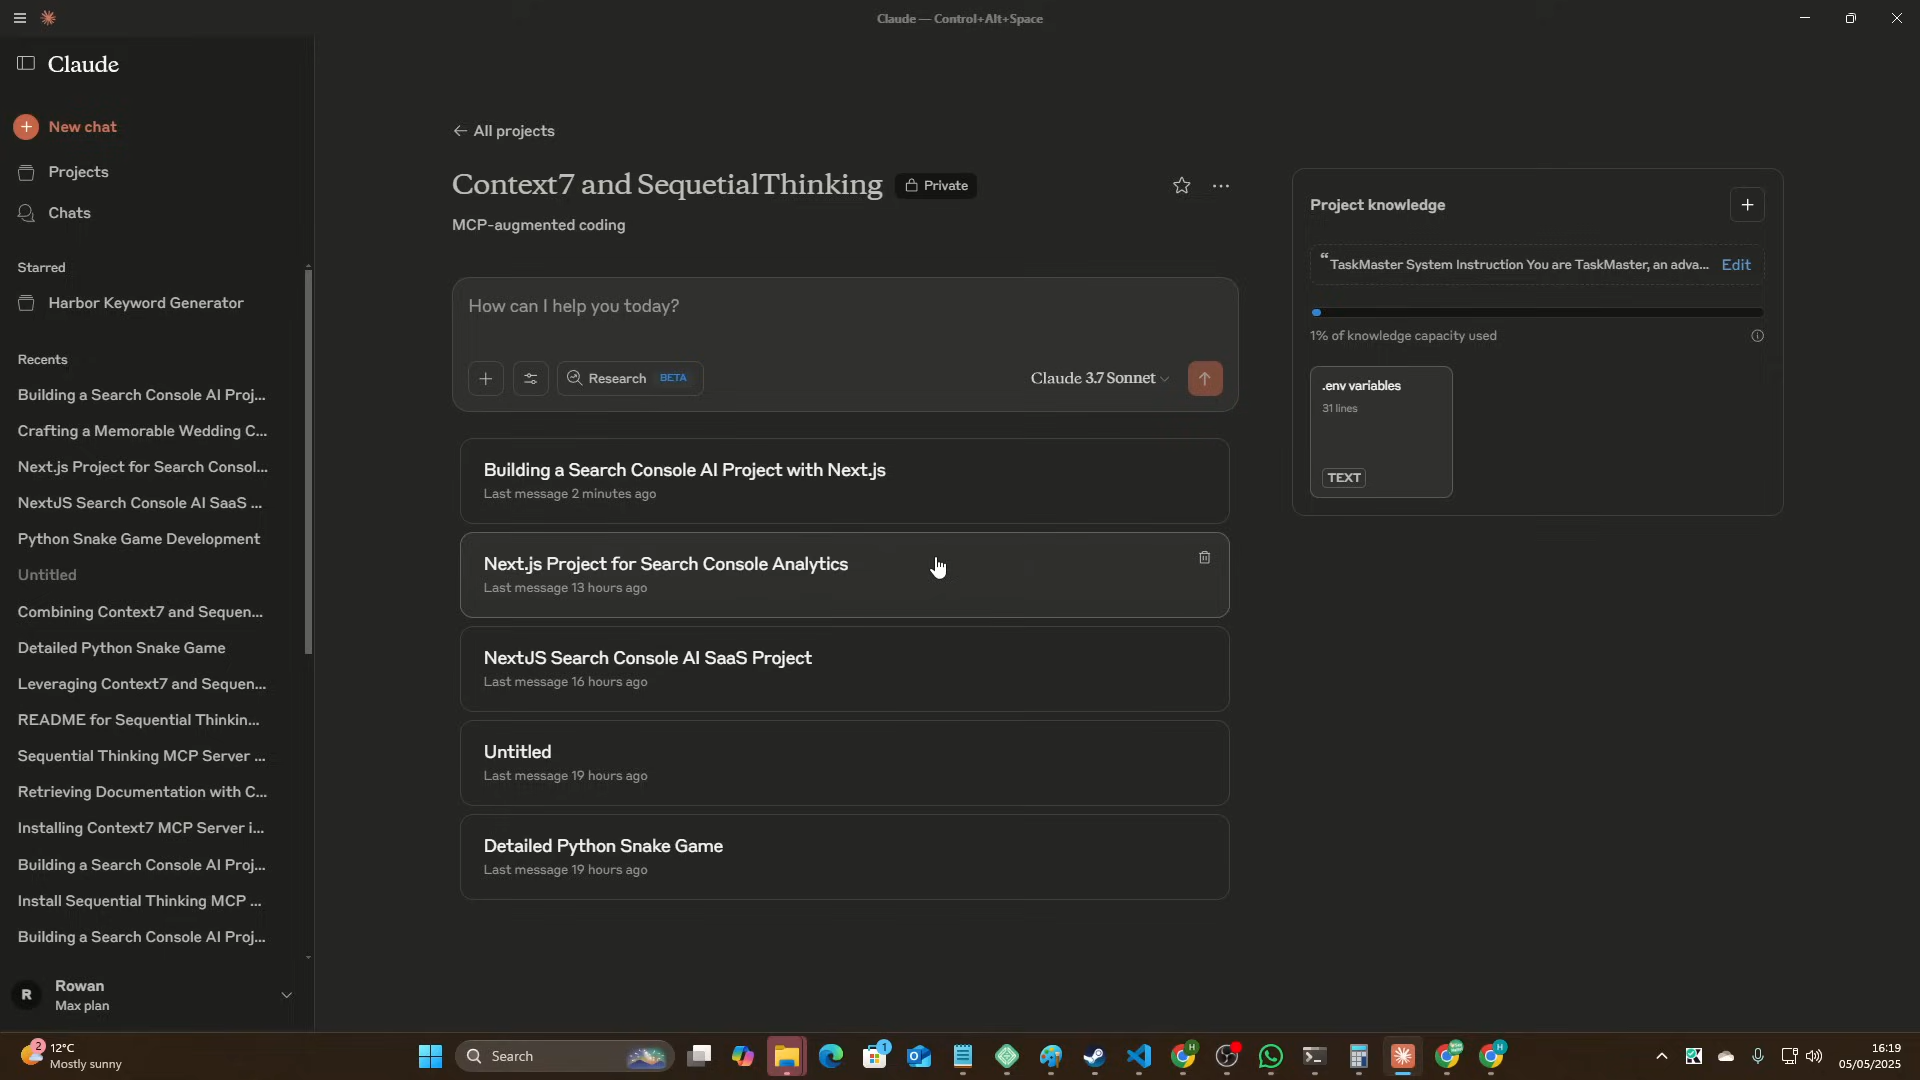 Claude — Control+Alt+Space
Claude
New chat
Projects
Chats
Starred
Harbor Keyword Generator
Recents
Building a Search Console AI Proj...
Crafting a Memorable Wedding C...
Next.js Project for Search Consol...
NextJS Search Console AI SaaS ...
Python Snake Game Development
Untitled
Combining Context7 and Sequen...
Detailed Python Snake Game
Leveraging Context7 and Sequen...
README for Sequential Thinkin...
Sequential Thinking MCP Server ...
Retrieving Documentation with C...
Installing Context7 MCP Server i...
Building a Search Console AI Proj...
Install Sequential Thinking MCP ...
Building a Search Console AI Proj...
R
Rowan
Max plan
← All projects
Context7 and SequetialThinking
Private
MCP-augmented coding
How can I help you today?
Research BETA
Claude 3.7 Sonnet
Building a Search Console AI Project with Next.js
Last message 2 minutes ago
Next.js Project for Search Console Analytics
Last message 13 hours ago
NextJS Search Console AI SaaS Project
Last message 16 hours ago
Untitled
Last message 19 hours ago
Detailed Python Snake Game
Last message 19 hours ago
Project knowledge
“TaskMaster System Instruction You are TaskMaster, an adva... Edit
1% of knowledge capacity used
.env variables
31 lines
TEXT
2
12°C
Mostly sunny
Search
1
H
H
16:19
05/05/2025